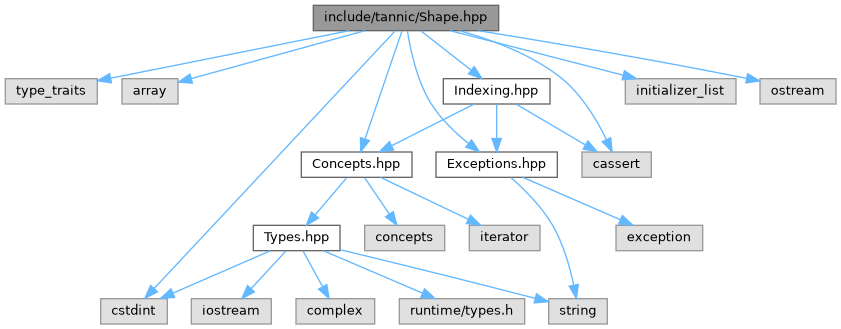 include/tannic/Shape.hpp
type_traits
array
Indexing.hpp
initializer_list
ostream
Concepts.hpp
Exceptions.hpp
cassert
Types.hpp
concepts
iterator
exception
cstdint
iostream
complex
runtime/types.h
string